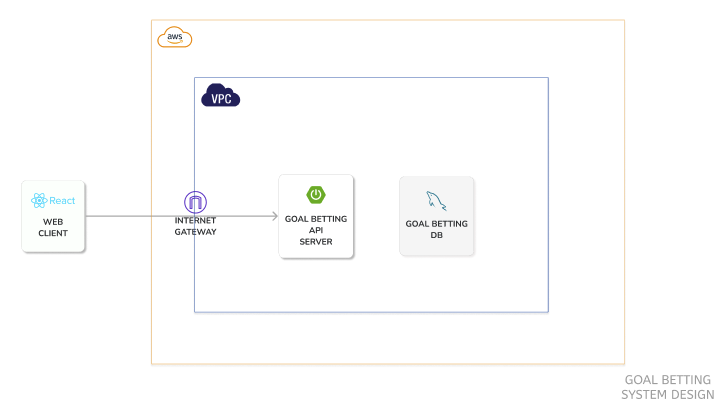 aws
VPC
React
WEB
CLIENT
INTERNET
GATEWAY
GOAL BETTING
API
SERVER
GOAL BETTING
DB
GOAL BETTING
SYSTEM DESIGN